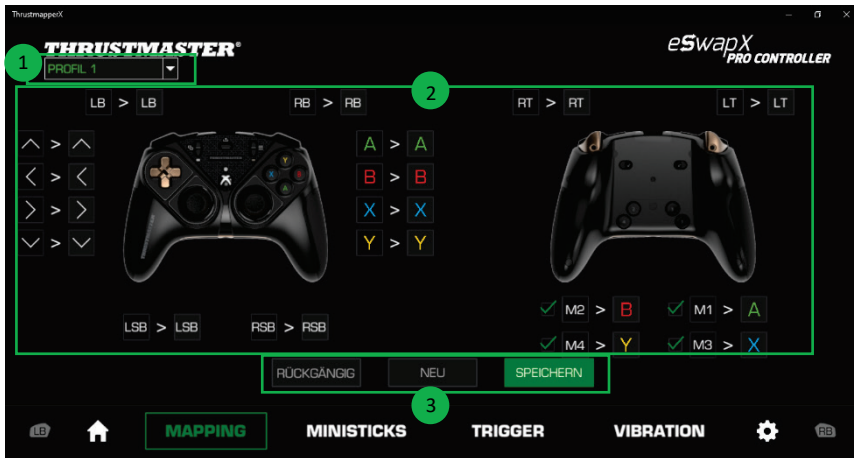 ThrustmapperX
THRUSTMASTER®
eSwapX
PRO CONTROLLER
1
PROFIL 1
2
LB > LB
RB > RB
RT > RT
LT > LT
A > A
B > B
X > X
Y > Y
LSB > LSB
RSB > RSB
M2 > B
M1 > A
M4 > Y
M3 > X
RÜCKGÄNGIG
NEU
SPEICHERN
3
LB
MAPPING
MINISTICKS
TRIGGER
VIBRATION
RB